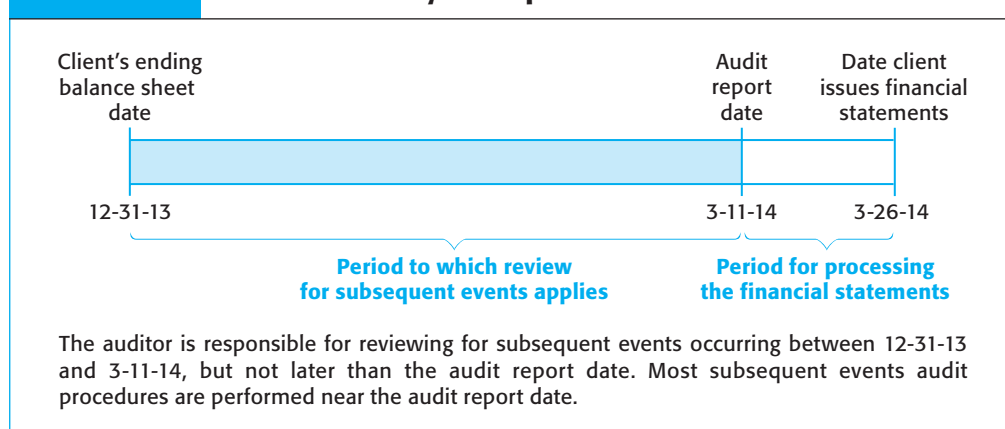 Client's ending
balance sheet
date
Audit
report
date
Date client
issues financial
statements
12-31-13
3-11-14
3-26-14
Period to which review
for subsequent events applies
Period for processing
the financial statements
The auditor is responsible for reviewing for subsequent events occurring between 12-31-13
and 3-11-14, but not later than the audit report date. Most subsequent events audit
procedures are performed near the audit report date.